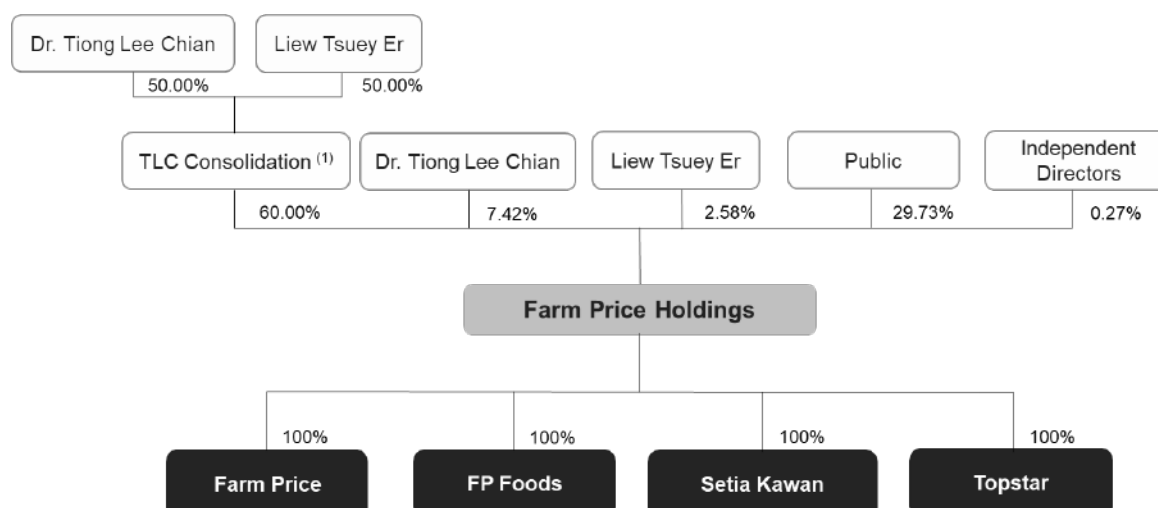 Dr. Tiong Lee Chian
Liew Tsuey Er
50.00%
50.00%
TLC Consolidation (1)
Dr. Tiong Lee Chian
Liew Tsuey Er
Public
Independent
Directors
60.00%
7.42%
2.58%
29.73%
0.27%
Farm Price Holdings
100%
100%
100%
100%
Farm Price
FP Foods
Setia Kawan
Topstar